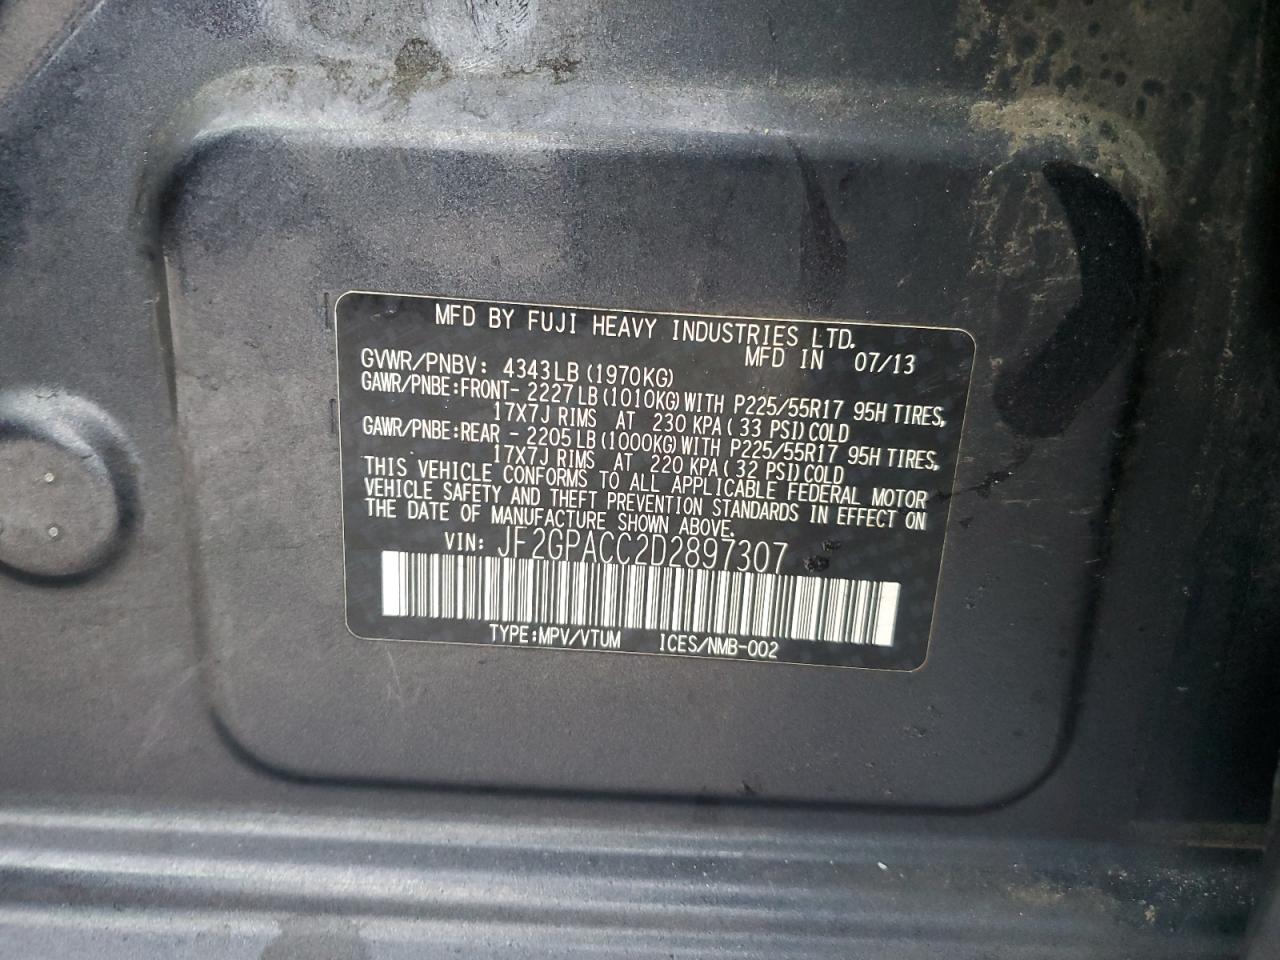 MFD BY FUJI HEAVY INDUSTRIES LTD.
MFD IN 07/13
GVWR/PNBV: 4343LB (1970KG)
GAWR/PNBE:FRONT- 2227LB (1010KG) WITH P225/55R17 95H TIRES,
17X7J RIMS AT 230 KPA ( 33 PSI) COLD
GAWR/PNBE:REAR - 2205LB (1000KG) WITH P225/55R17 95H TIRES,
17X7J RIMS AT 220 KPA ( 32 PSI) COLD
THIS VEHICLE CONFORMS TO ALL APPLICABLE FEDERAL MOTOR
VEHICLE SAFETY AND THEFT PREVENTION STANDARDS IN EFFECT ON
THE DATE OF MANUFACTURE SHOWN ABOVE.
VIN: JF2GPACC2D2897307
TYPE:MPV/VTUM ICES/NMB-002